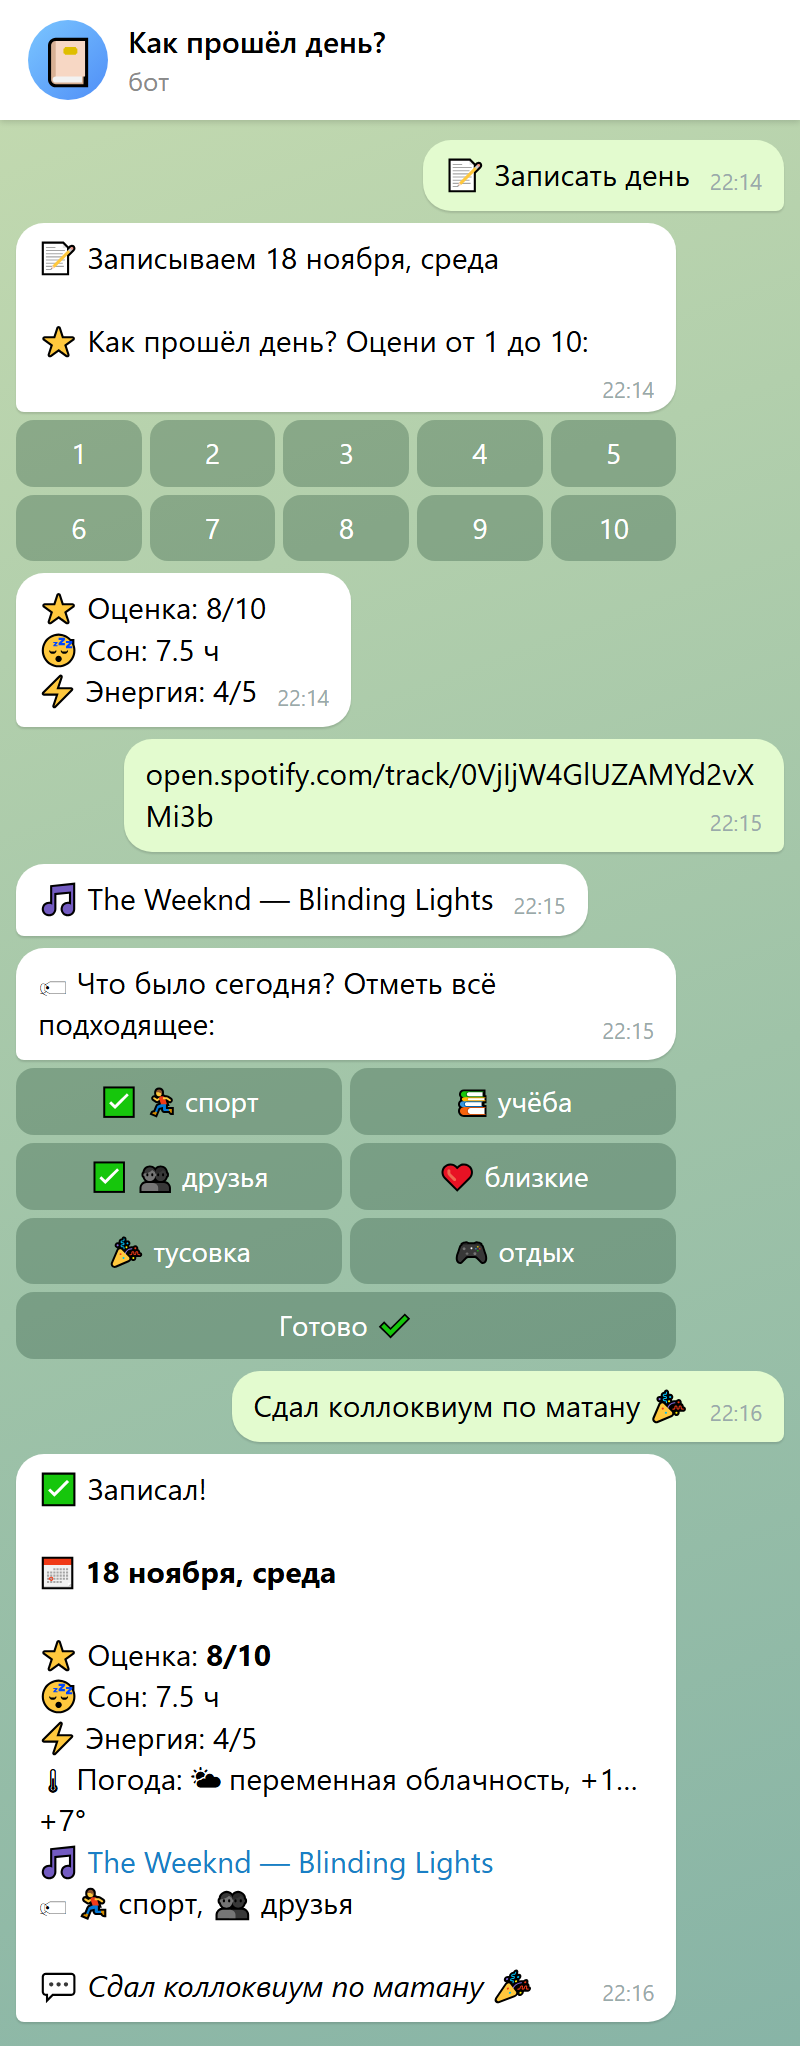 Как прошёл день?
бот
📝 Записать день 22:14
📝 Записываем 18 ноября, среда
⭐ Как прошёл день? Оцени от 1 до 10:
22:14
1 2 3 4 5
6 7 8 9 10
⭐ Оценка: 8/10
😴 Сон: 7.5 ч
⚡ Энергия: 4/5 22:14
open.spotify.com/track/0VjIjW4GlUZAMYd2vX
Mi3b 22:15
🎵 The Weeknd — Blinding Lights 22:15
🏷 Что было сегодня? Отметь всё
подходящее: 22:15
✅ 🏃 спорт 📚 учёба
✅ 👥 друзья ❤️ близкие
🎉 тусовка 🎮 отдых
Готово ✔️
Сдал коллоквиум по матану 🎉 22:16
✅ Записал!
📅 18 ноября, среда
⭐ Оценка: 8/10
😴 Сон: 7.5 ч
⚡ Энергия: 4/5
🌡 Погода: 🌥 переменная облачность, +1…
+7°
🎵 The Weeknd — Blinding Lights
🏷 🏃 спорт, 👥 друзья
💬 Сдал коллоквиум по матану 🎉 22:16